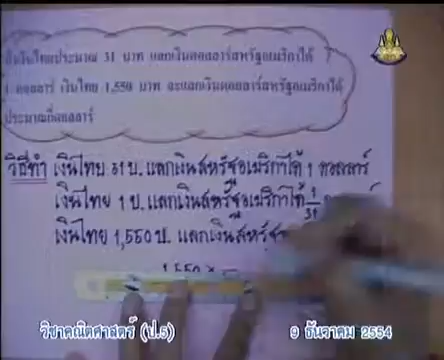 ถ้าเงินไทยประมาณ 31 บาท แลกเงินดอลลาร์สหรัฐอเมริกาได้
1 ดอลลาร์ เงินไทย 1,550 บาท จะแลกเงินดอลลาร์สหรัฐอเมริกาได้
ประมาณกี่ดอลลาร์
วิธีทำ เงินไทย 31 บ. แลกเงินสหรัฐอเมริกาได้ 1 ดอลลาร์
เงินไทย 1 บ. แลกเงินสหรัฐอเมริกาได้ 1/31
เงินไทย 1,550 บ. แลกเงินสหรัฐ
1,550 ×
วิชาคณิตศาสตร์ (ป.5) 9 ธันวาคม 2554